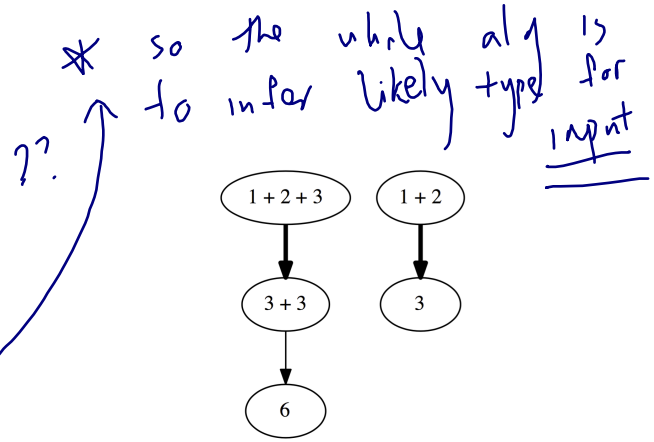 * so the whole alg is
to infer likely type for
input
??
1 + 2 + 3
1 + 2
3 + 3
3
6